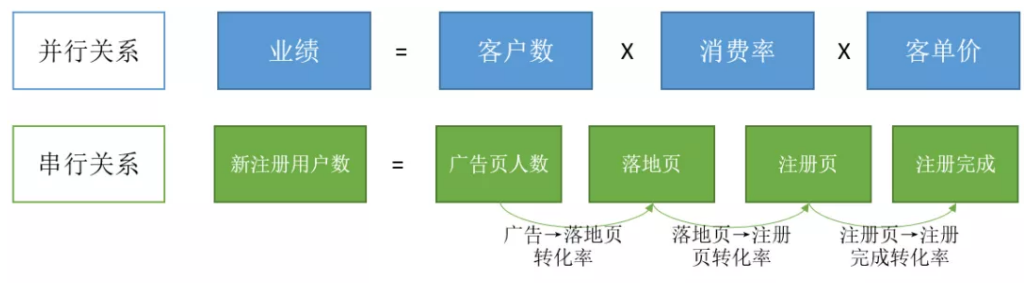 并行关系 业绩 = 客户数 X 消费率 X 客单价
串行关系 新注册用户数 = 广告页人数 落地页 注册页 注册完成
广告→落地页 落地页→注册 注册页→注册
转化率 页转化率 完成转化率